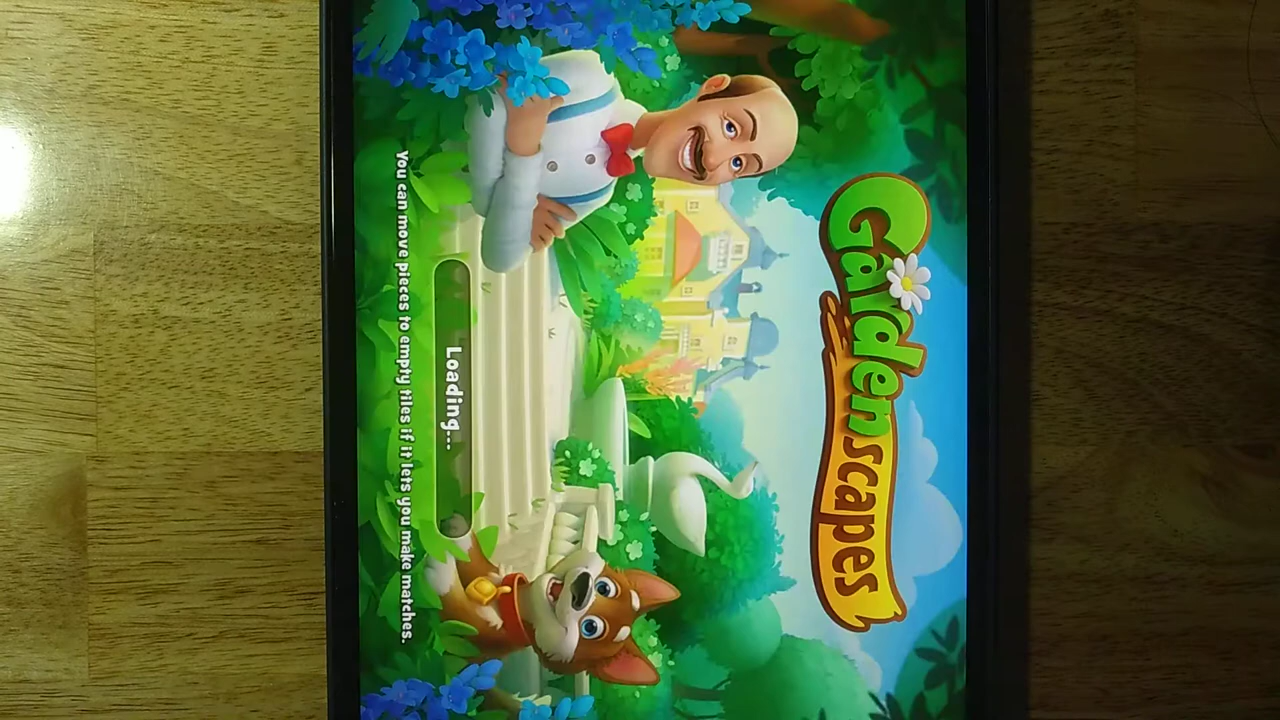 Gardenscapes
Loading...
You can move pieces to empty tiles if it lets you make matches.